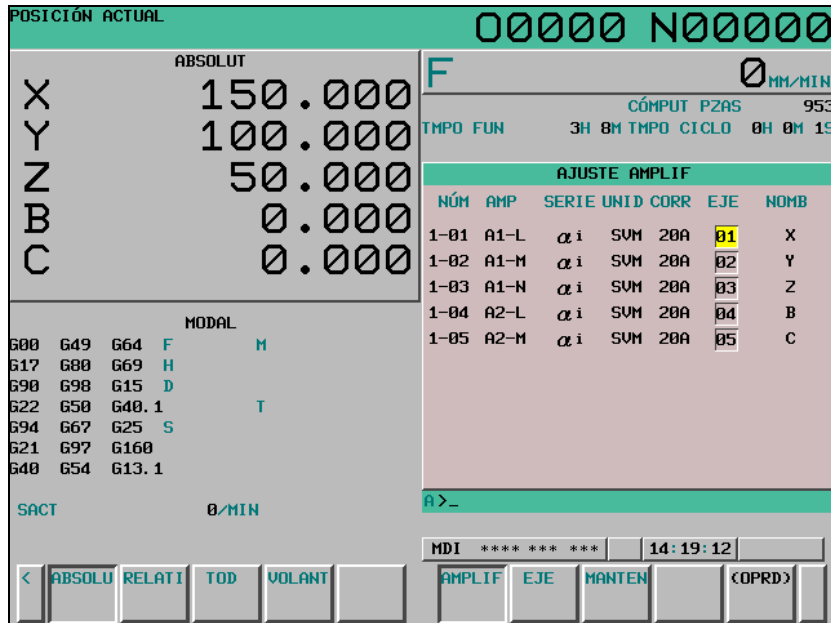 POSICIÓN ACTUAL O0000 N00000
ABSOLUT
X 150.000
Y 100.000
Z 50.000
B 0.000
C 0.000
MODAL
G00 G49 G64 F M
G17 G80 G69 H
G90 G98 G15 D
G22 G50 G40.1 T
G94 G67 G25 S
G21 G97 G160
G40 G54 G13.1
SACT 0/MIN
F 0 MM/MIN
CÓMPUT PZAS 953
TMPO FUN 3H 8M TMPO CICLO 0H 0M 1S
AJUSTE AMPLIF
NÚM AMP SERIE UNID CORR EJE NOMB
1-01 A1-L αi SVM 20A 01 X
1-02 A1-M αi SVM 20A 02 Y
1-03 A1-N αi SVM 20A 03 Z
1-04 A2-L αi SVM 20A 04 B
1-05 A2-M αi SVM 20A 05 C
A>_
MDI **** *** *** 14:19:12
< ABSOLU RELATI TOD VOLANT AMPLIF EJE MANTEN (OPRD)